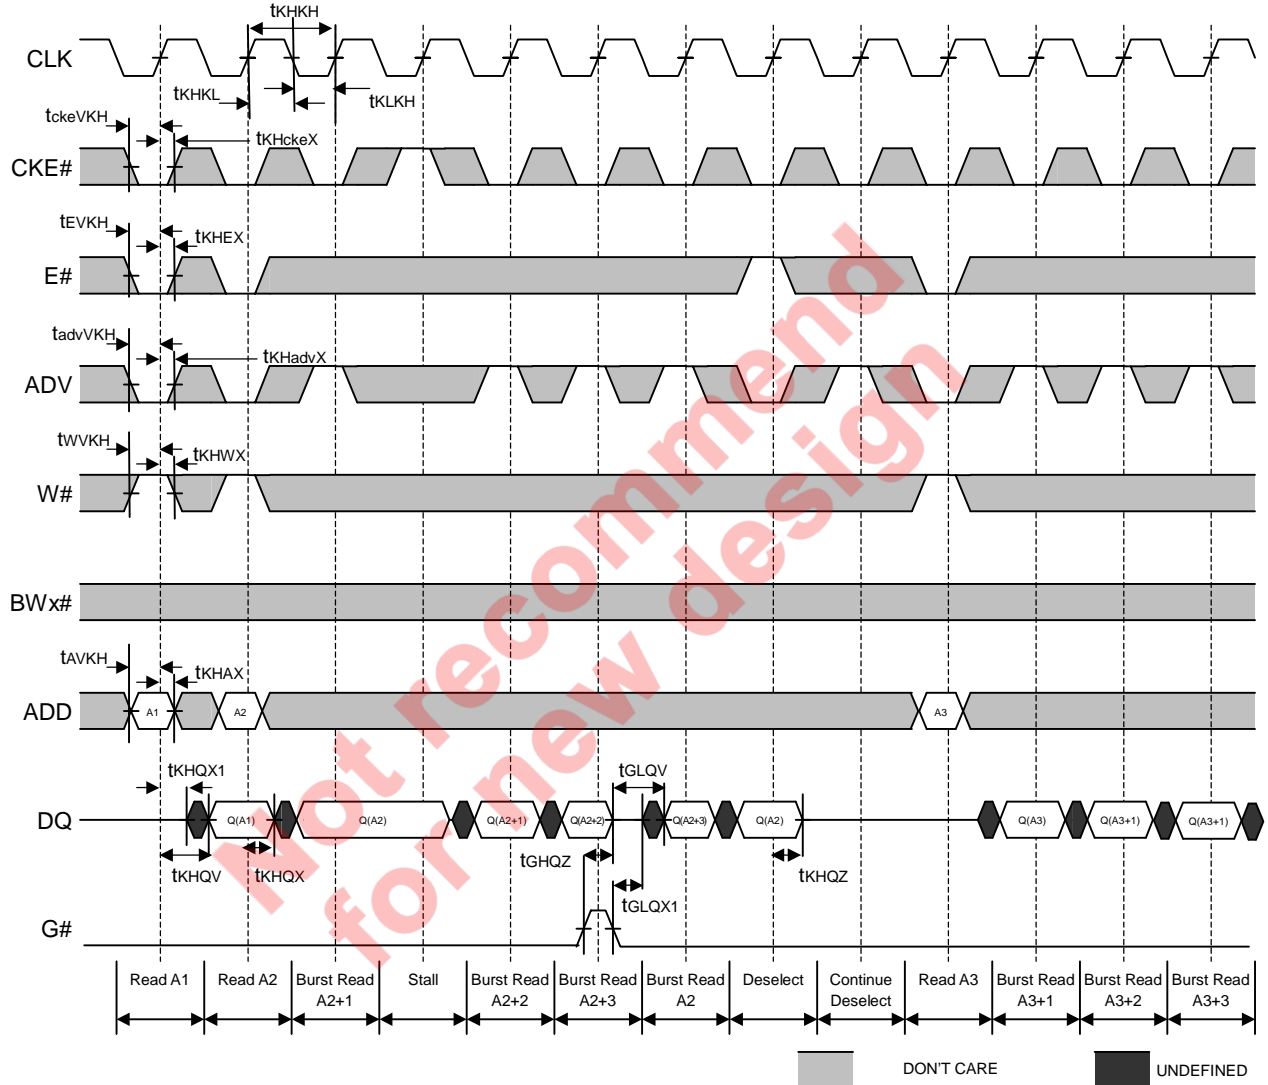 tKHKH
CLK
tKHKL
tKLKH
tckeVKH
tKHckeX
CKE#
tEVKH
tKHEX
E#
tadvVKH
tKHadvX
ADV
tWVKH
tKHWX
W#
BWx#
tAVKH
tKHAX
ADD
A1
A2
A3
tKHQX1
tGLQV
DQ
Q(A1)
Q(A2)
Q(A2+1)
Q(A2+2)
Q(A2+3)
Q(A2)
Q(A3)
Q(A3+1)
Q(A3+1)
tKHQV
tKHQX
tGHQZ
tKHQZ
tGLQX1
G#
Read A1
Read A2
Burst Read
A2+1
Stall
Burst Read
A2+2
Burst Read
A2+3
Burst Read
A2
Deselect
Continue
Deselect
Read A3
Burst Read
A3+1
Burst Read
A3+2
Burst Read
A3+3
DON'T CARE
UNDEFINED
Not recommend
for new design